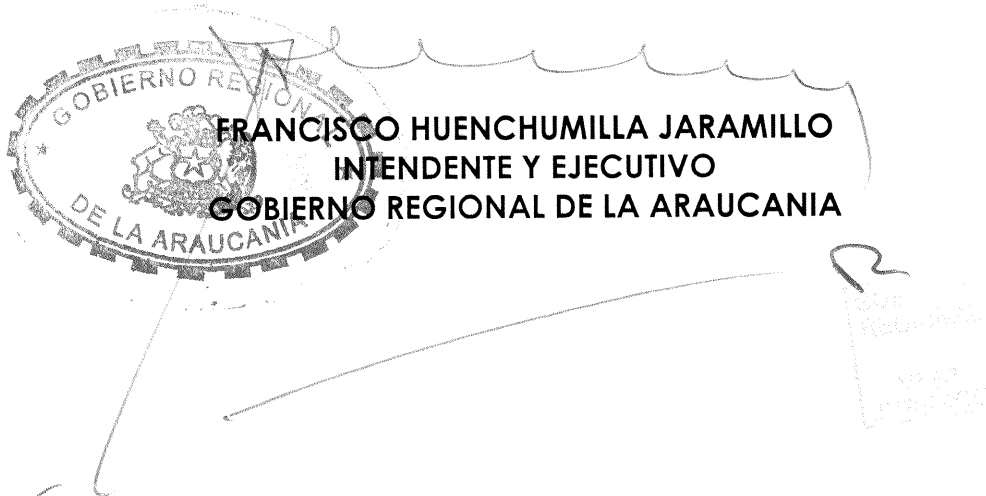 GOBIERNO REGIONAL
DE LA ARAUCANIA
FRANCISCO HUENCHUMILLA JARAMILLO
INTENDENTE Y EJECUTIVO
GOBIERNO REGIONAL DE LA ARAUCANIA